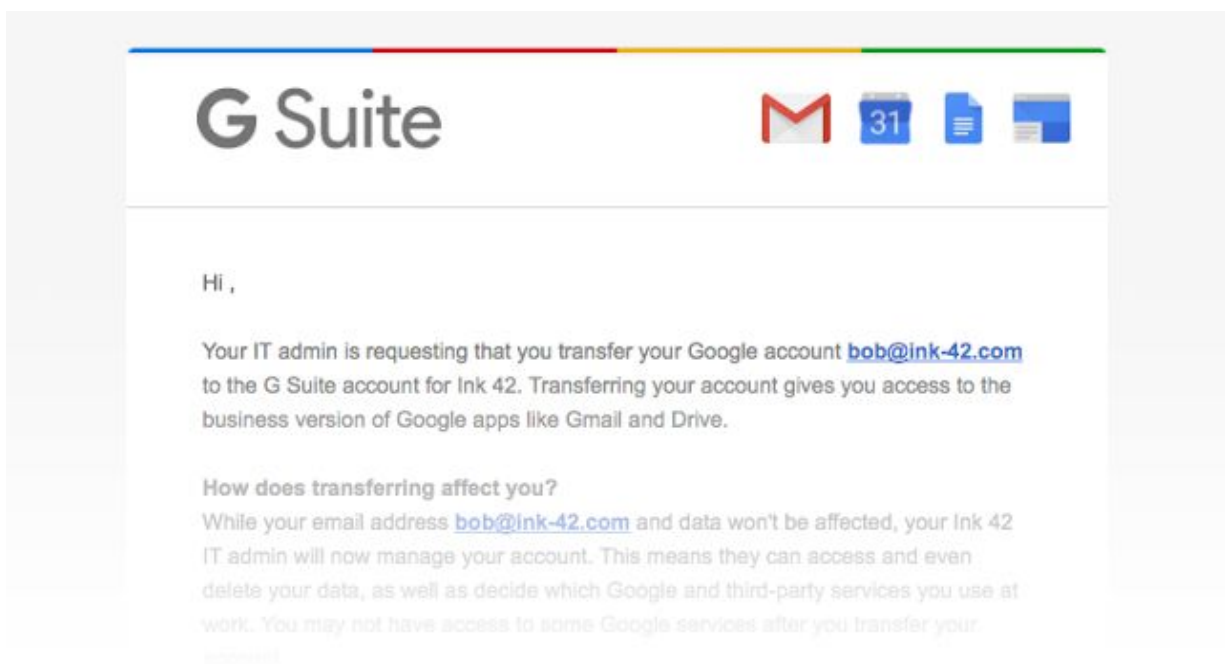 G Suite
31
Hi ,
Your IT admin is requesting that you transfer your Google account bob@ink-42.com
to the G Suite account for Ink 42. Transferring your account gives you access to the
business version of Google apps like Gmail and Drive.
How does transferring affect you?
While your email address bob@ink-42.com and data won't be affected, your Ink 42
IT admin will now manage your account. This means they can access and even
delete your data, as well as decide which Google and third-party services you use at
work. You may not have access to some Google services after you transfer your